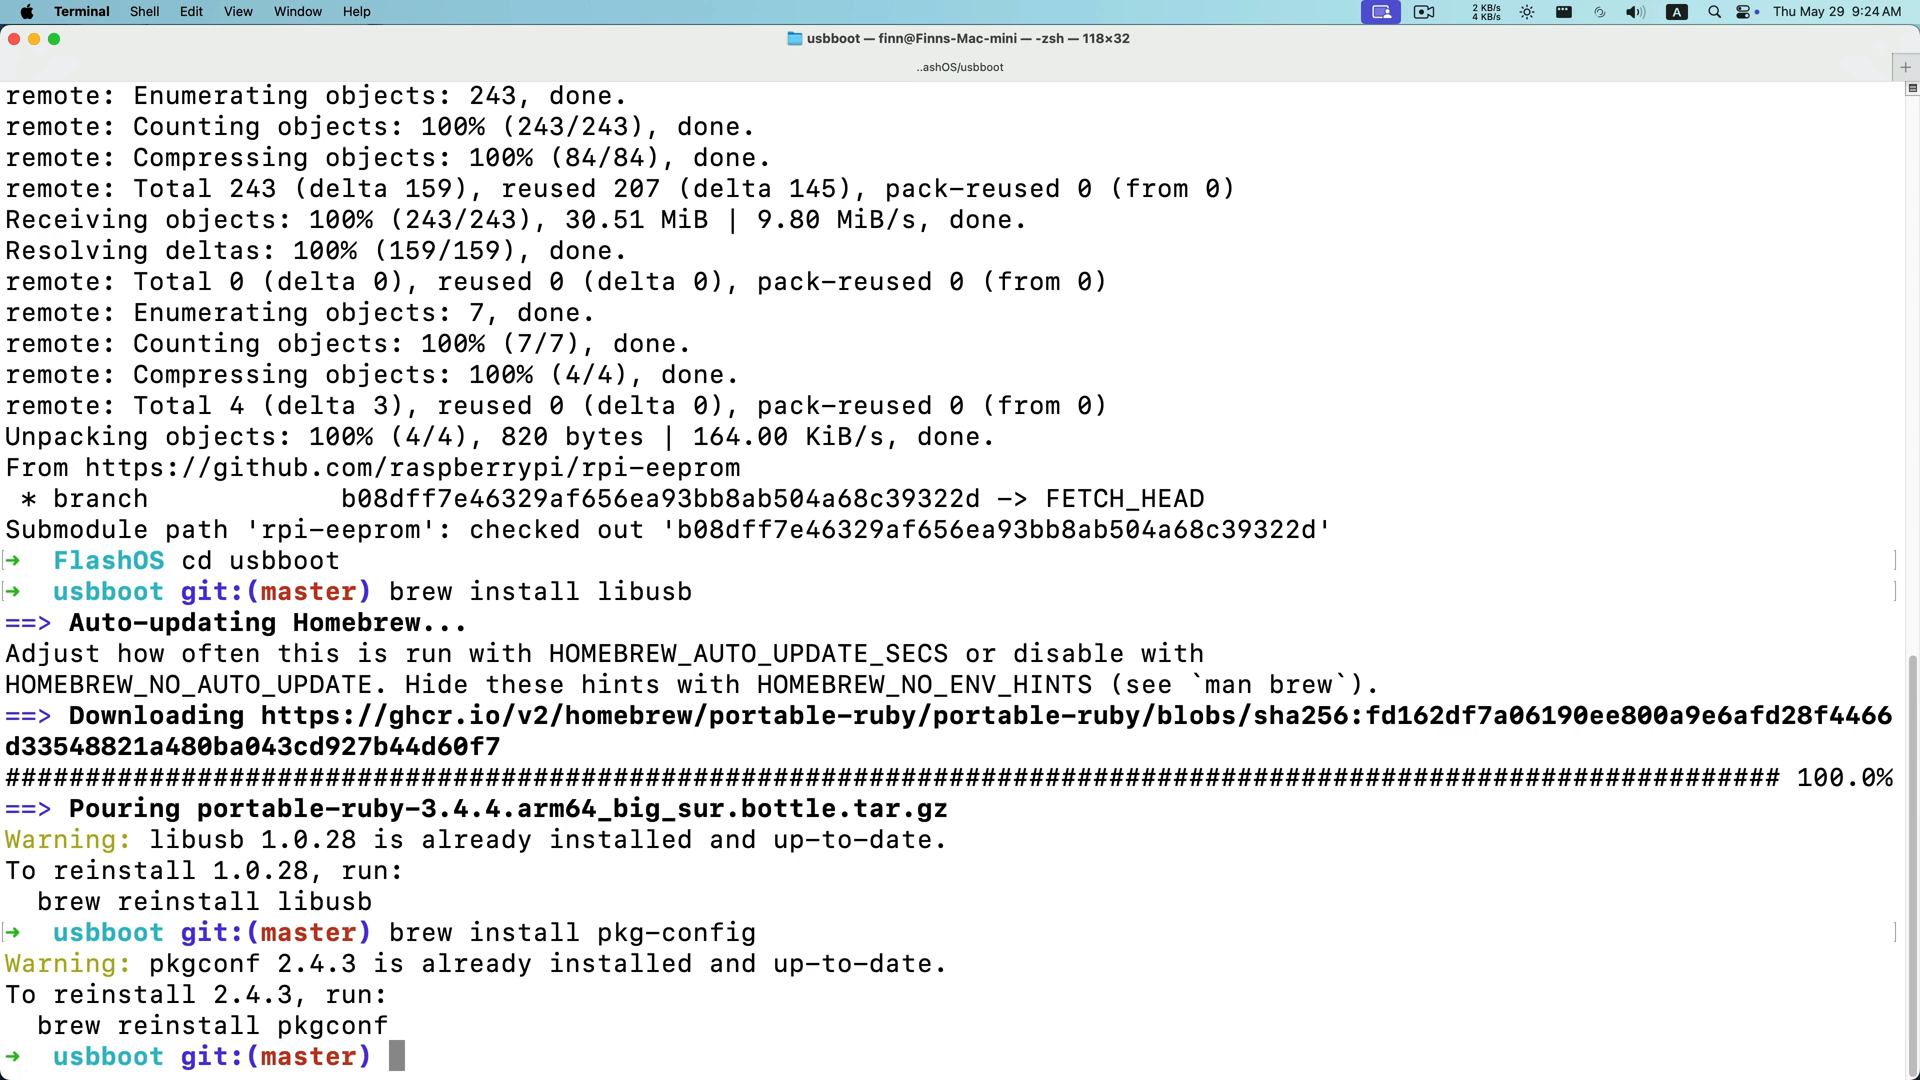 Terminal Shell Edit View Window Help 2 KB/s 4 KB/s A Thu May 29 9:24 AM
usbboot — finn@Finns-Mac-mini — -zsh — 118×32
..ashOS/usbboot
remote: Enumerating objects: 243, done.
remote: Counting objects: 100% (243/243), done.
remote: Compressing objects: 100% (84/84), done.
remote: Total 243 (delta 159), reused 207 (delta 145), pack-reused 0 (from 0)
Receiving objects: 100% (243/243), 30.51 MiB | 9.80 MiB/s, done.
Resolving deltas: 100% (159/159), done.
remote: Total 0 (delta 0), reused 0 (delta 0), pack-reused 0 (from 0)
remote: Enumerating objects: 7, done.
remote: Counting objects: 100% (7/7), done.
remote: Compressing objects: 100% (4/4), done.
remote: Total 4 (delta 3), reused 0 (delta 0), pack-reused 0 (from 0)
Unpacking objects: 100% (4/4), 820 bytes | 164.00 KiB/s, done.
From https://github.com/raspberrypi/rpi-eeprom
 * branch            b08dff7e46329af656ea93bb8ab504a68c39322d -> FETCH_HEAD
Submodule path 'rpi-eeprom': checked out 'b08dff7e46329af656ea93bb8ab504a68c39322d'
➜  FlashOS cd usbboot
➜  usbboot git:(master) brew install libusb
==> Auto-updating Homebrew...
Adjust how often this is run with HOMEBREW_AUTO_UPDATE_SECS or disable with
HOMEBREW_NO_AUTO_UPDATE. Hide these hints with HOMEBREW_NO_ENV_HINTS (see `man brew`).
==> Downloading https://ghcr.io/v2/homebrew/portable-ruby/portable-ruby/blobs/sha256:fd162df7a06190ee800a9e6afd28f4466
d33548821a480ba043cd927b44d60f7
############################################################################################################### 100.0%
==> Pouring portable-ruby-3.4.4.arm64_big_sur.bottle.tar.gz
Warning: libusb 1.0.28 is already installed and up-to-date.
To reinstall 1.0.28, run:
  brew reinstall libusb
➜  usbboot git:(master) brew install pkg-config
Warning: pkgconf 2.4.3 is already installed and up-to-date.
To reinstall 2.4.3, run:
  brew reinstall pkgconf
➜  usbboot git:(master)